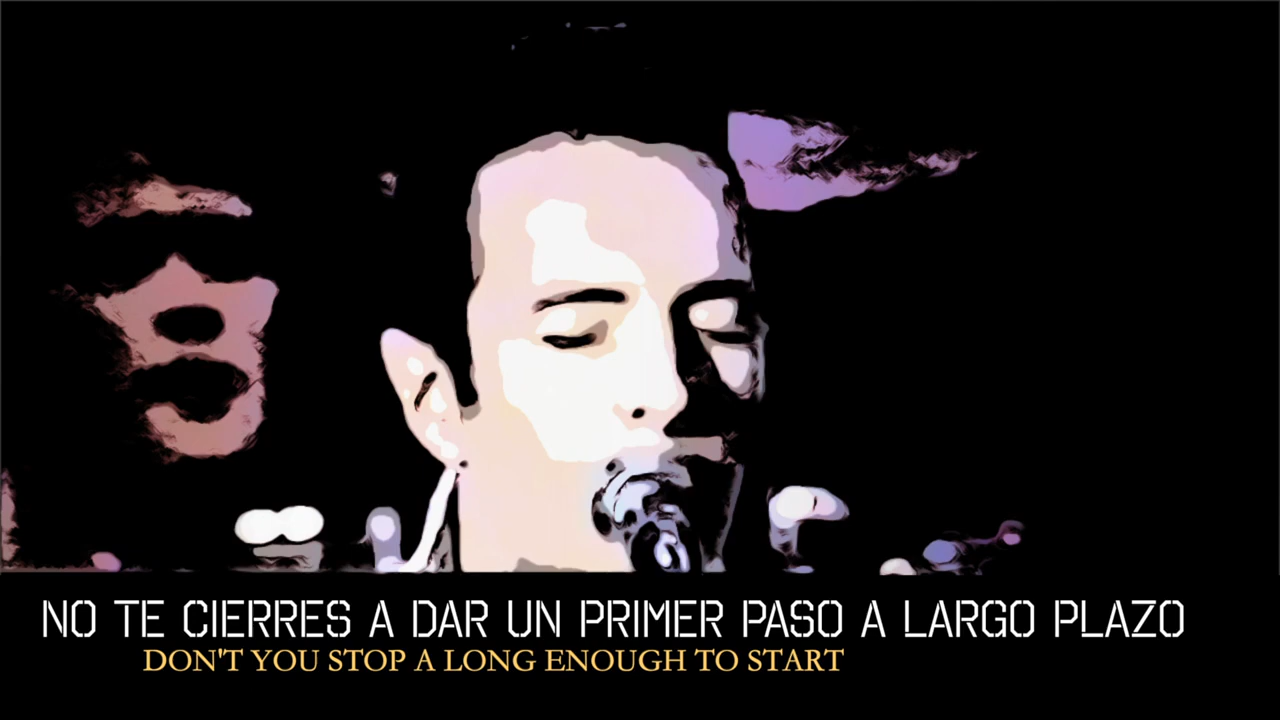 NO TE CIERRES A DAR UN PRIMER PASO A LARGO PLAZO
DON'T YOU STOP A LONG ENOUGH TO START